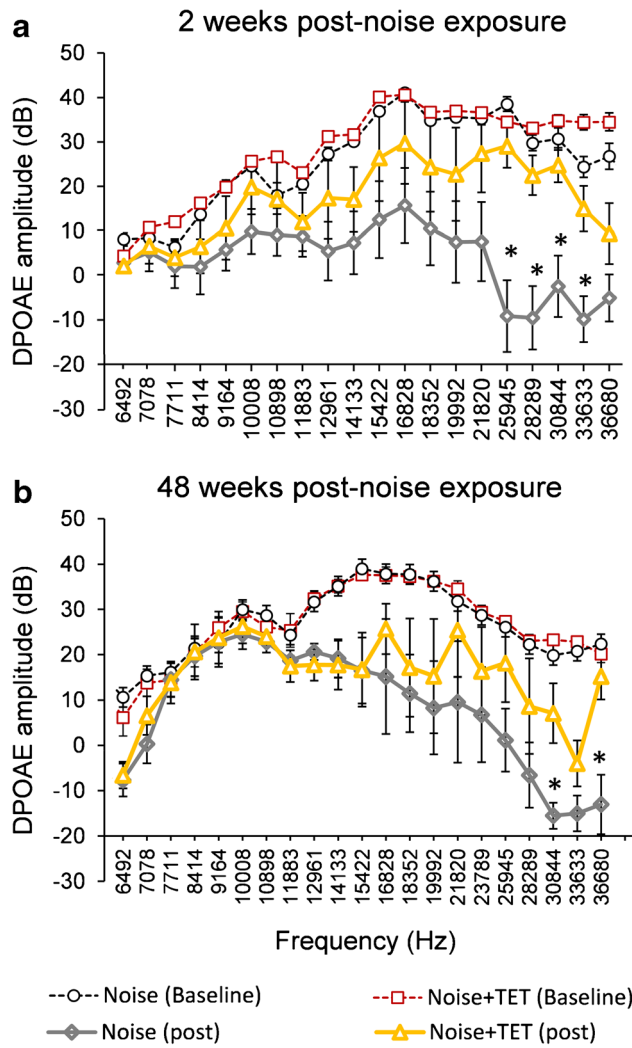 a 2 weeks post-noise exposure
50
40
30
20
10
0
-10
-20
-30
DPOAE amplitude (dB)
* * * *
6492 7078 7711 8414 9164 10008 10898 11883 12961 14133 15422 16828 18352 19992 21820 25945 28289 30844 33633 36680
b 48 weeks post-noise exposure
50
40
30
20
10
0
-10
-20
-30
DPOAE amplitude (dB)
* *
6492 7078 7711 8414 9164 10008 10898 11883 12961 14133 15422 16828 18352 19992 21820 23789 25945 28289 30844 33633 36680
Frequency (Hz)
Noise (Baseline) Noise+TET (Baseline)
Noise (post) Noise+TET (post)